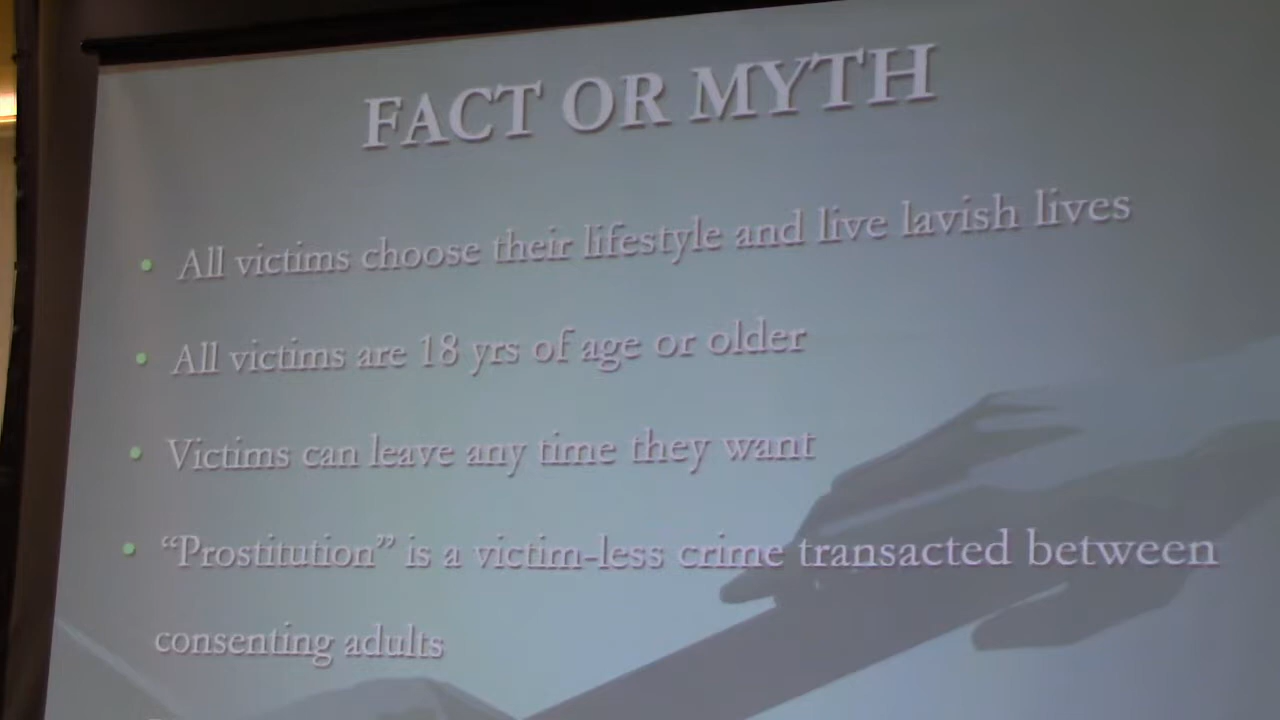 FACT OR MYTH
• All victims choose their lifestyle and live lavish lives
• All victims are 18 yrs of age or older
• Victims can leave any time they want
• “Prostitution” is a victim-less crime transacted between
consenting adults